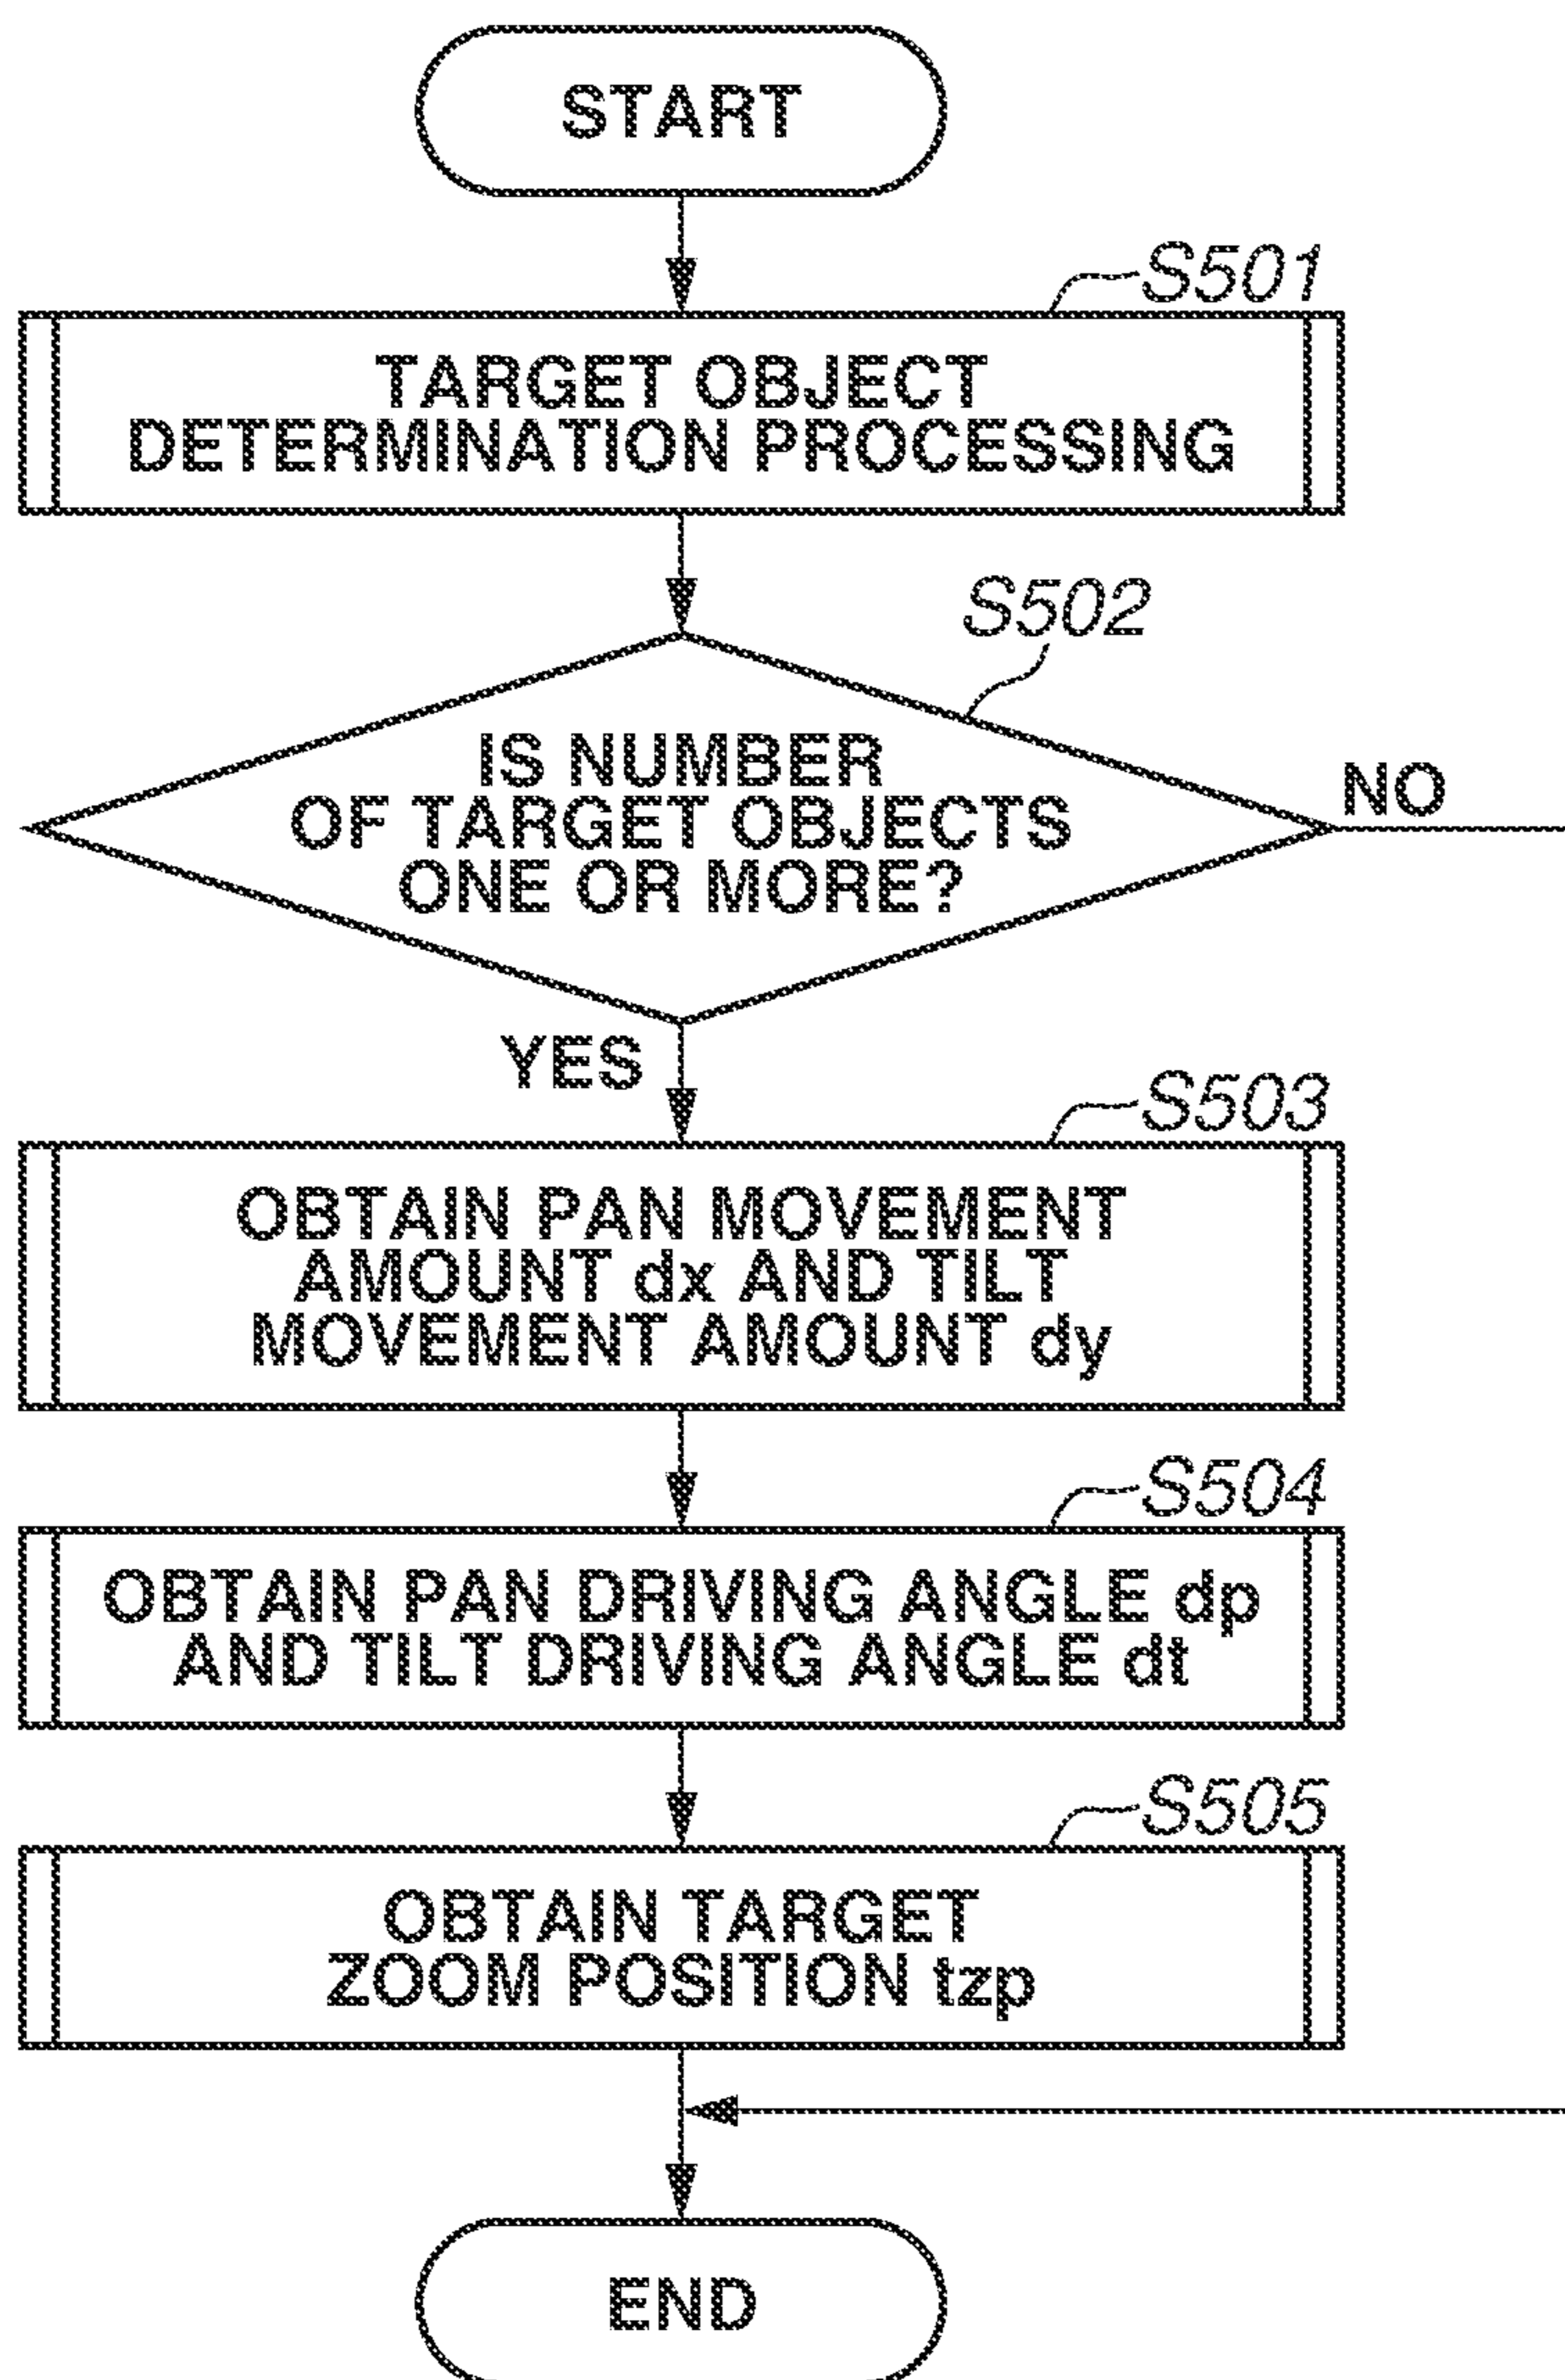 START
S501
TARGET OBJECT
DETERMINATION PROCESSING
S502
IS NUMBER
OF TARGET OBJECTS
ONE OR MORE?
NO
YES
S503
OBTAIN PAN MOVEMENT
AMOUNT dx AND TILT
MOVEMENT AMOUNT dy
S504
OBTAIN PAN DRIVING ANGLE dp
AND TILT DRIVING ANGLE dt
S505
OBTAIN TARGET
ZOOM POSITION tzp
END